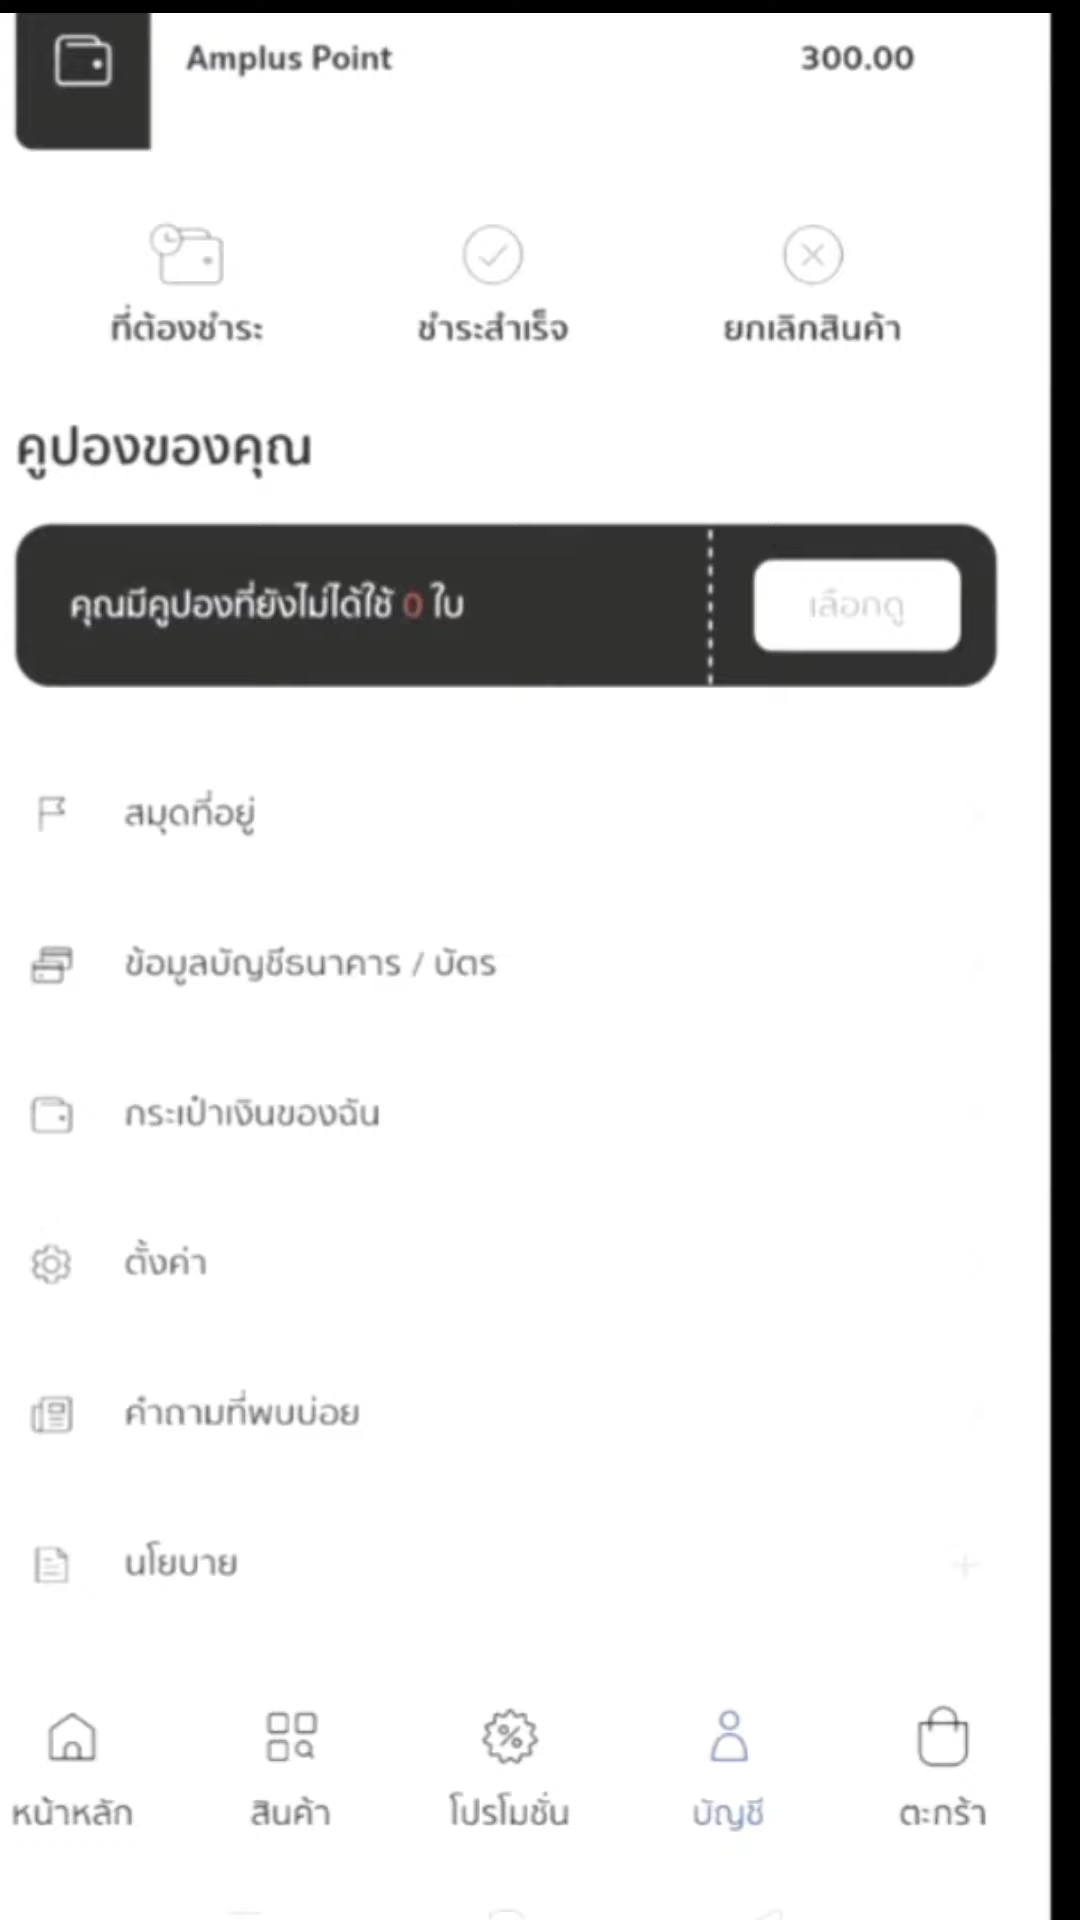 Amplus Point 300.00
ที่ต้องชำระ ชำระสำเร็จ ยกเลิกสินค้า
คูปองของคุณ
คุณมีคูปองที่ยังไม่ได้ใช้ 0 ใบ เลือกดู
สมุดที่อยู่
ข้อมูลบัญชีธนาคาร / บัตร
กระเป๋าเงินของฉัน
ตั้งค่า
คำถามที่พบบ่อย
นโยบาย
หน้าหลัก สินค้า โปรโมชั่น บัญชี ตะกร้า